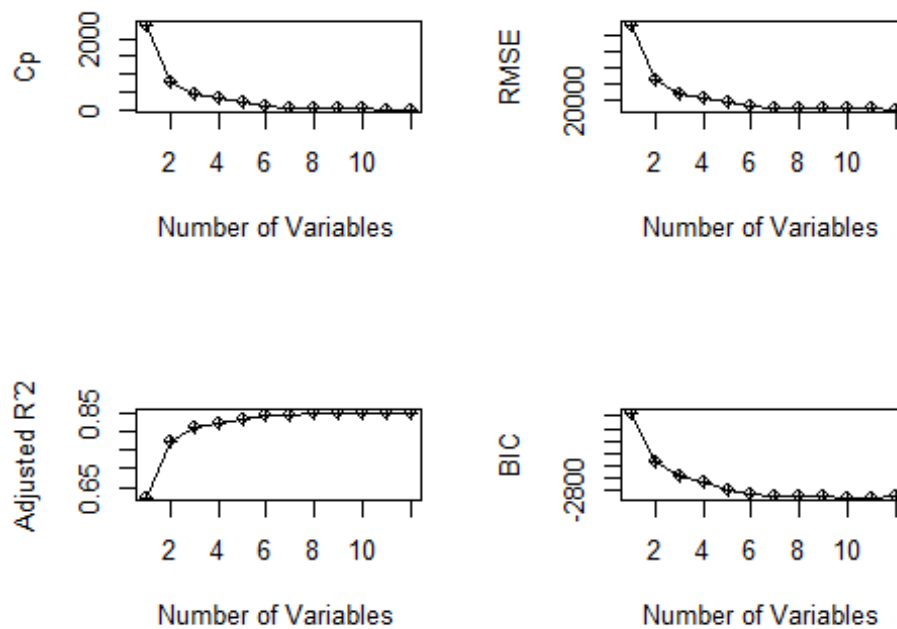 Cp
2000
0
2 4 6 8 10
Number of Variables
RMSE
20000
2 4 6 8 10
Number of Variables
Adjusted R^2
0.85
0.65
2 4 6 8 10
Number of Variables
BIC
-2800
2 4 6 8 10
Number of Variables